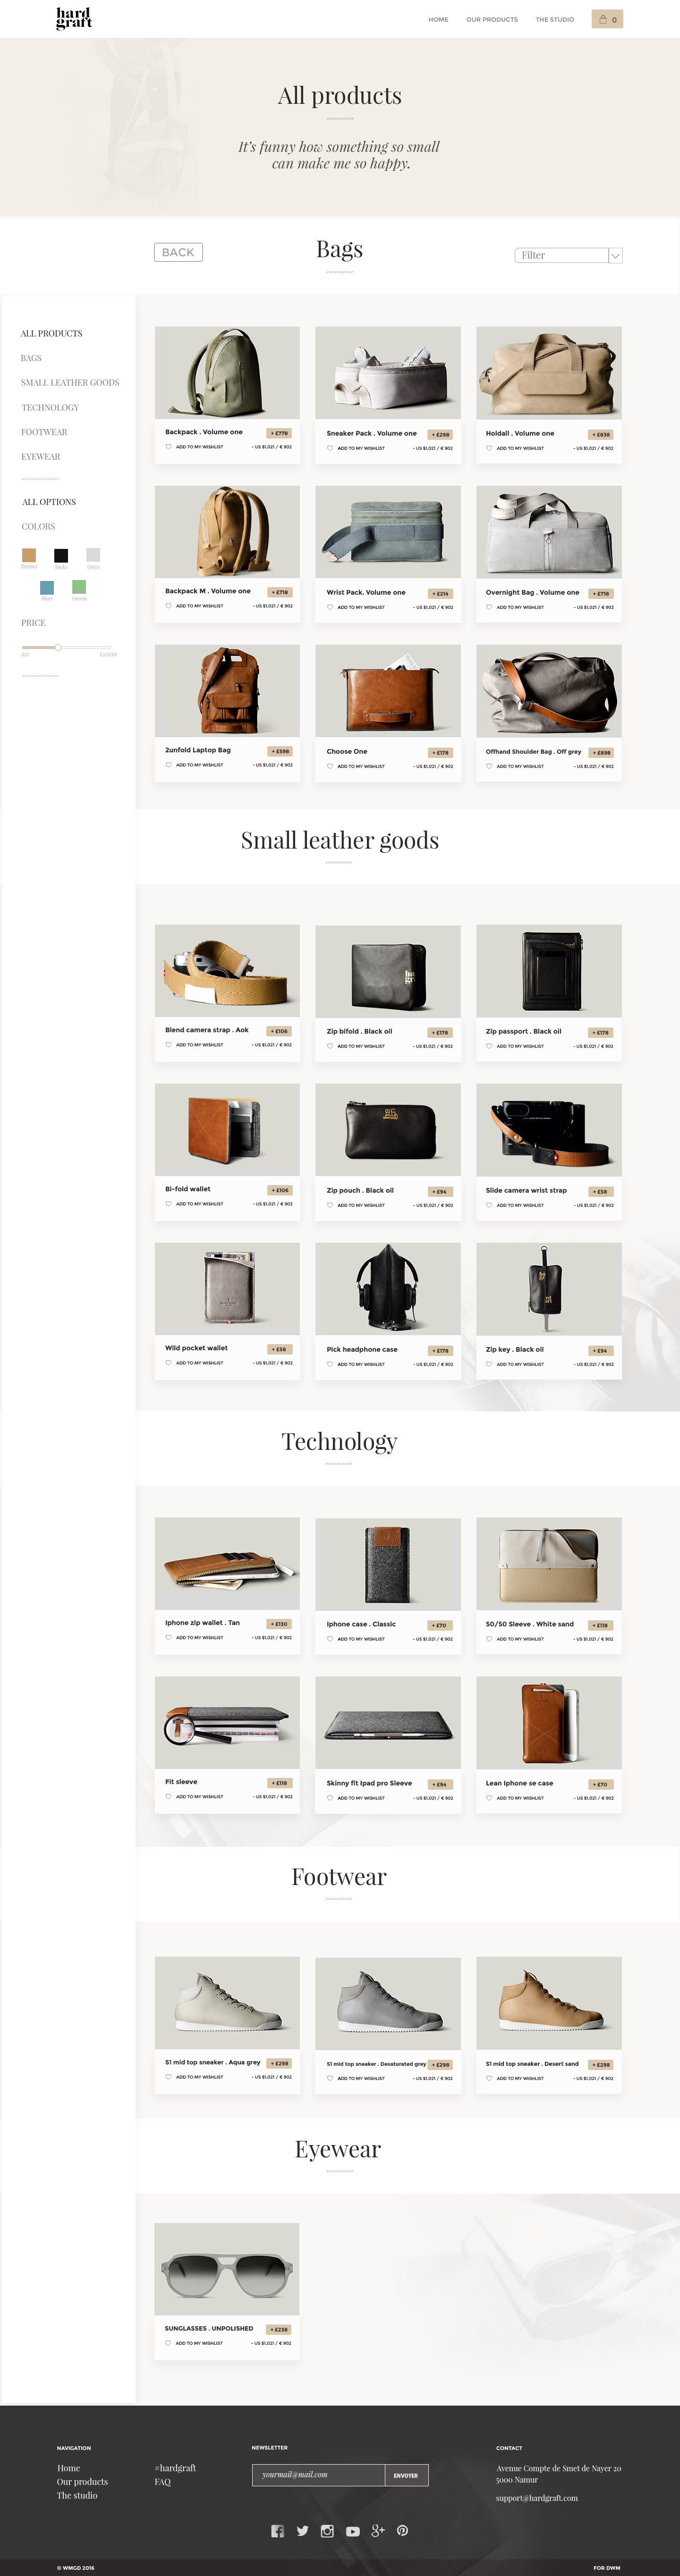 hard
graft
HOME OUR PRODUCTS THE STUDIO 0
All products
It's funny how something so small
can make me so happy.
BACK
Bags
Filter
ALL PRODUCTS
BAGS
SMALL LEATHER GOODS
TECHNOLOGY
FOOTWEAR
EYEWEAR
ALL OPTIONS
COLORS
Blues Greens
PRICE
£1000
Backpack . Volume one + £778
ADD TO MY WISHLIST ~ US $1,021 / € 902
Sneaker Pack . Volume one + £298
ADD TO MY WISHLIST ~ US $1,021 / € 902
Holdall . Volume one + £838
ADD TO MY WISHLIST ~ US $1,021 / € 902
Backpack M . Volume one + £718
ADD TO MY WISHLIST ~ US $1,021 / € 902
Wrist Pack. Volume one + £214
ADD TO MY WISHLIST ~ US $1,021 / € 902
Overnight Bag . Volume one + £718
ADD TO MY WISHLIST ~ US $1,021 / € 902
2unfold Laptop Bag + £598
ADD TO MY WISHLIST ~ US $1,021 / € 902
Choose One + £178
ADD TO MY WISHLIST ~ US $1,021 / € 902
Offhand Shoulder Bag . Off grey + £898
ADD TO MY WISHLIST ~ US $1,021 / € 902
Small leather goods
Blend camera strap . Aok + £106
ADD TO MY WISHLIST ~ US $1,021 / € 902
Zip bifold . Black oil + £178
ADD TO MY WISHLIST ~ US $1,021 / € 902
Zip passport . Black oil + £178
ADD TO MY WISHLIST ~ US $1,021 / € 902
Bi-fold wallet + £106
ADD TO MY WISHLIST ~ US $1,021 / € 902
Zip pouch . Black oil + £94
ADD TO MY WISHLIST ~ US $1,021 / € 902
Slide camera wrist strap + £58
ADD TO MY WISHLIST ~ US $1,021 / € 902
Wild pocket wallet + £58
ADD TO MY WISHLIST ~ US $1,021 / € 902
Pick headphone case + £178
ADD TO MY WISHLIST ~ US $1,021 / € 902
Zip key . Black oil + £94
ADD TO MY WISHLIST ~ US $1,021 / € 902
Technology
Iphone zip wallet . Tan + £130
ADD TO MY WISHLIST ~ US $1,021 / € 902
Iphone case . Classic + £70
ADD TO MY WISHLIST ~ US $1,021 / € 902
50/50 Sleeve . White sand + £118
ADD TO MY WISHLIST ~ US $1,021 / € 902
Fit sleeve + £118
ADD TO MY WISHLIST ~ US $1,021 / € 902
Skinny fit Ipad pro Sleeve + £94
ADD TO MY WISHLIST ~ US $1,021 / € 902
Lean Iphone se case + £70
ADD TO MY WISHLIST ~ US $1,021 / € 902
Footwear
S1 mid top sneaker . Aqua grey + £298
ADD TO MY WISHLIST ~ US $1,021 / € 902
S1 mid top sneaker . Desaturated grey + £298
ADD TO MY WISHLIST ~ US $1,021 / € 902
S1 mid top sneaker . Desert sand + £298
ADD TO MY WISHLIST ~ US $1,021 / € 902
Eyewear
SUNGLASSES . UNPOLISHED + £238
ADD TO MY WISHLIST ~ US $1,021 / € 902
NAVIGATION
Home
Our products
The studio
#hardgraft
FAQ
NEWSLETTER
yourmail@mail.com ENVOYER
CONTACT
Avenue Compte de Smet de Nayer 20
5000 Namur
support@hardgraft.com
© WMGD 2016
FOR DWM